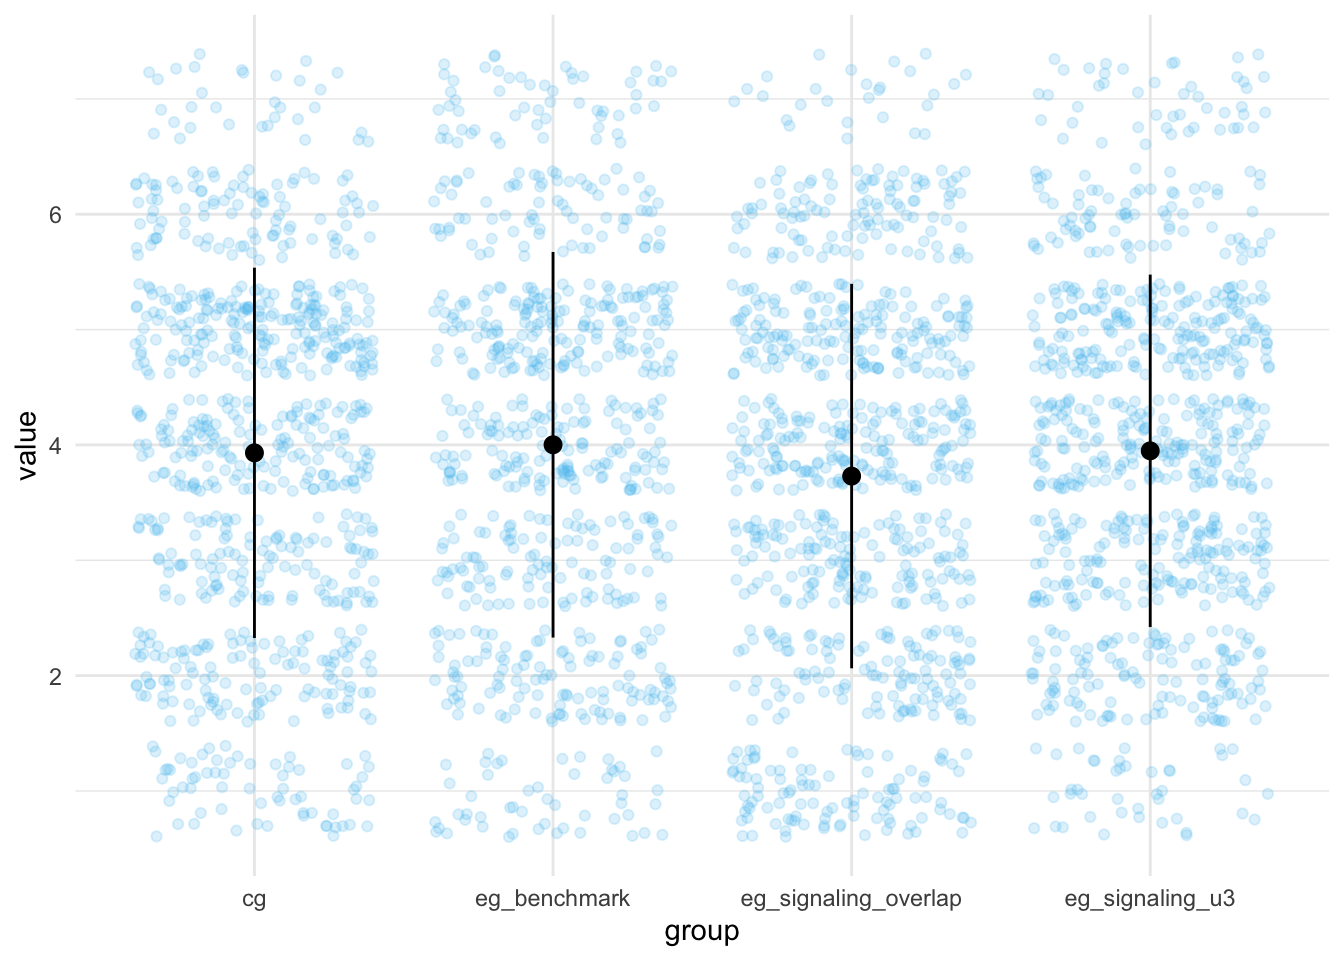 6
4
2
value
cg
eg_benchmark
eg_signaling_overlap
eg_signaling_u3
group